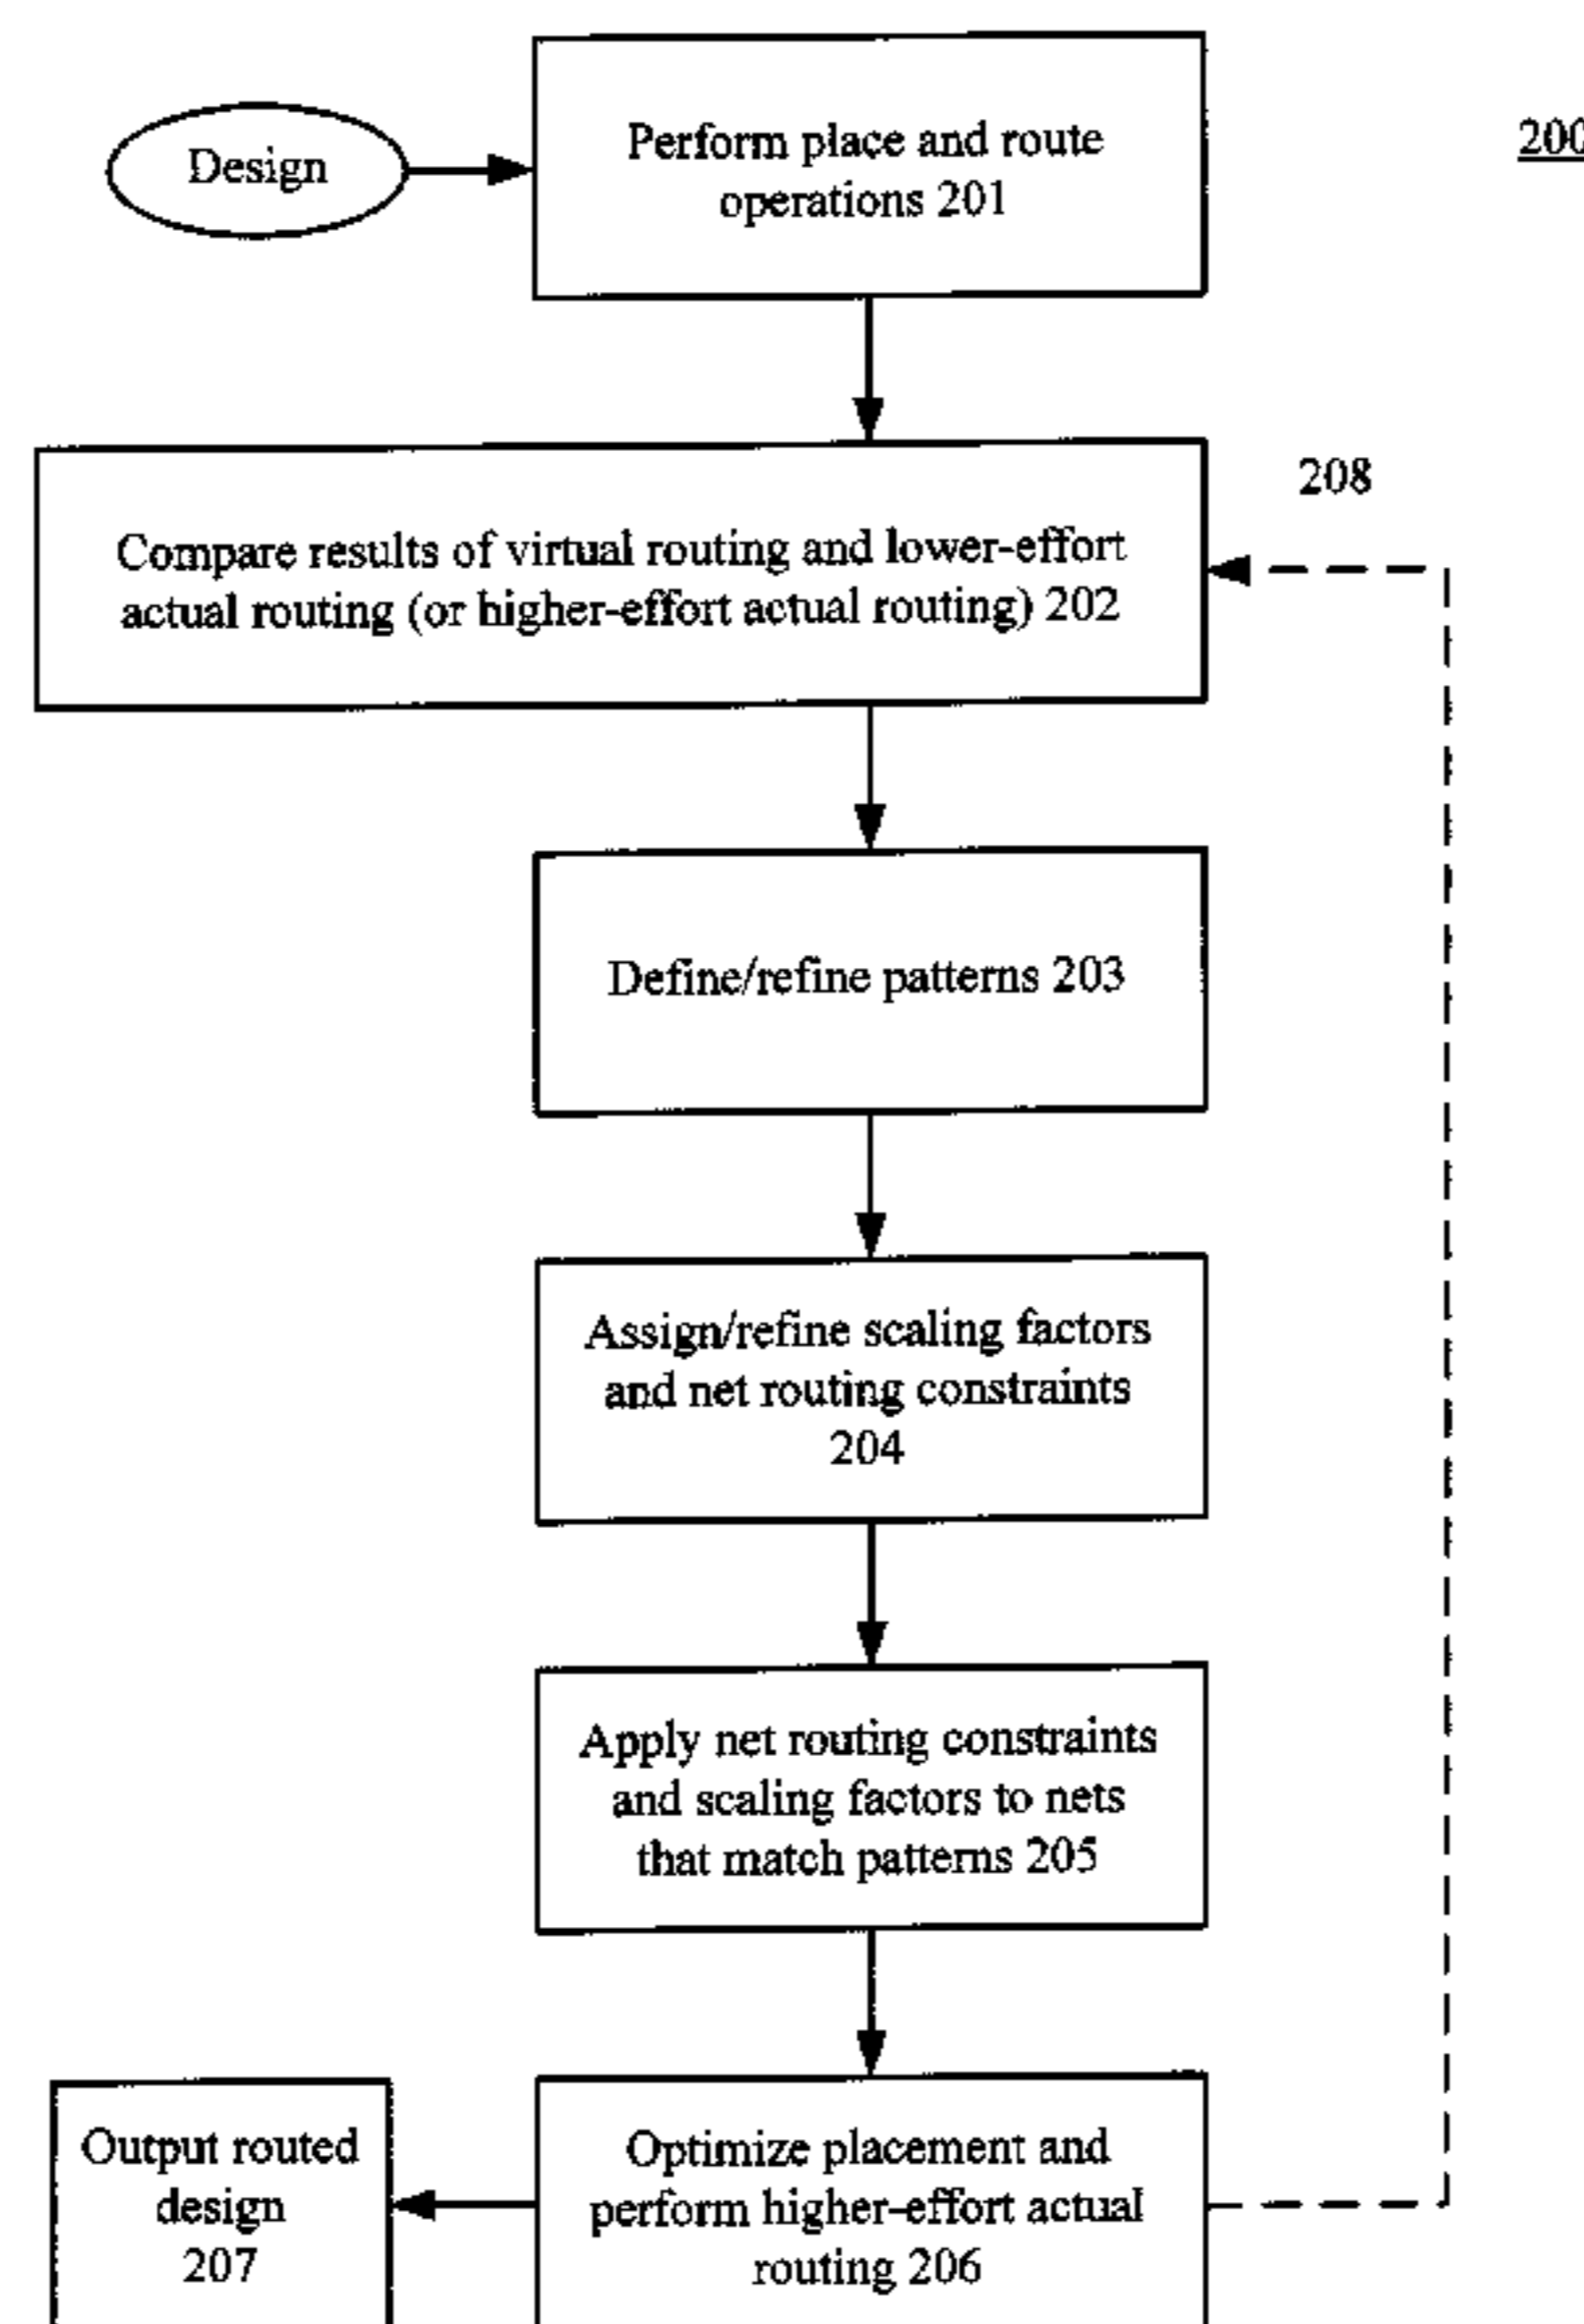 200
Design
Perform place and route
operations 201
208
Compare results of virtual routing and lower-effort
actual routing (or higher-effort actual routing) 202
Define/refine patterns 203
Assign/refine scaling factors
and net routing constraints
204
Apply net routing constraints
and scaling factors to nets
that match patterns 205
Output routed
design
207
Optimize placement and
perform higher-effort actual
routing 206